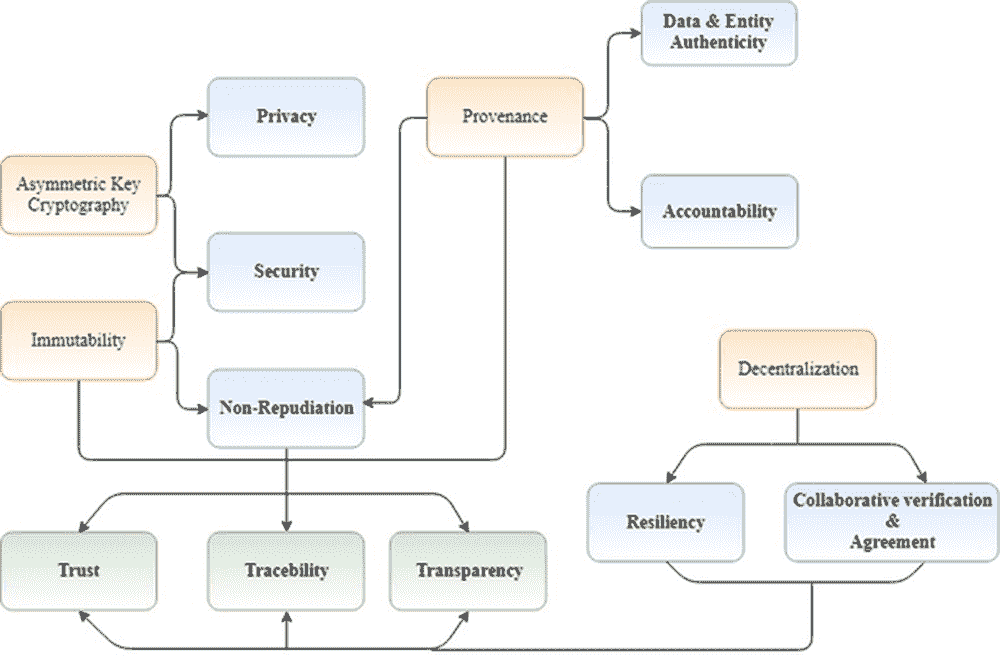 Data & Entity
Authenticity
Privacy
Provenance
Asymmetric Key
Cryptography
Accountability
Security
Immutability
Decentralization
Non-Repudiation
Resiliency
Collaborative verification
&
Agreement
Trust
Tracebility
Transparency